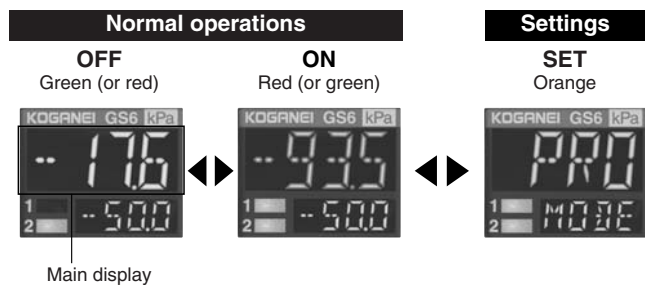 Normal operations
Settings
OFF
ON
SET
Green (or red)
Red (or green)
Orange
KOGANEI GS6 kPa
KOGANEI GS6 kPa
KOGANEI GS6 kPa
-17.6
-93.5
PRO
1
2
-50.0
1
2
-50.0
1
2
MODE
Main display